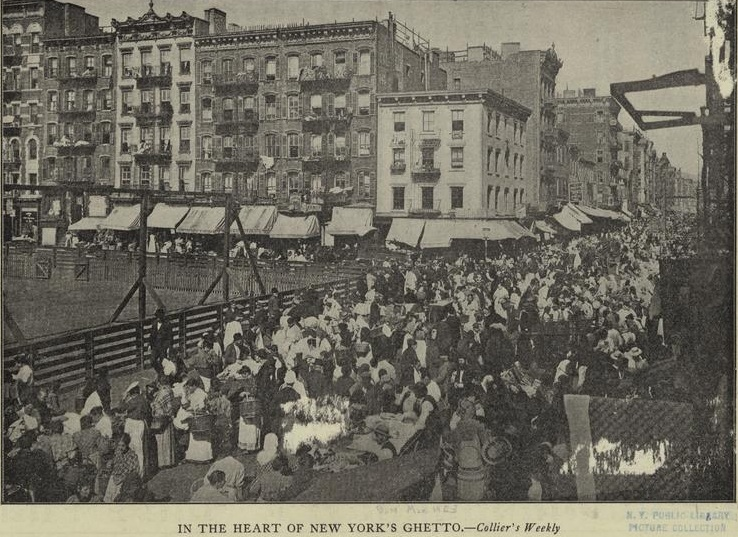 IN THE HEART OF NEW YORK'S GHETTO.—Collier's Weekly
N. Y. PUBLIC LIBRARY
PICTURE COLLECTION